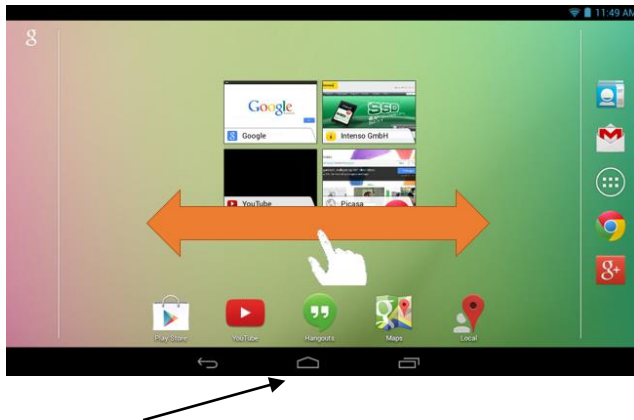 11:49 AM
g
Google
SSD
Google
Intenso GmbH
YouTube
Picasa
g+
Play Store
YouTube
Hangouts
Maps
Local